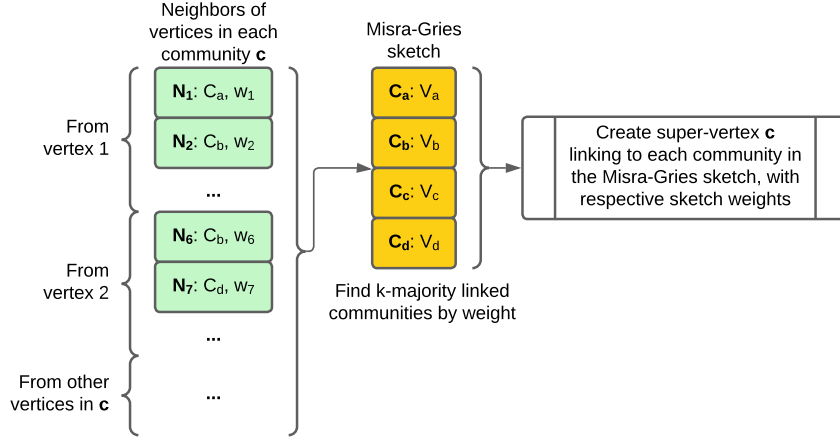 Neighbors of
vertices in each
community c
Misra-Gries
sketch
From
vertex 1
N1: Ca, w1
N2: Cb, w2
...
From
vertex 2
N6: Cb, w6
N7: Cd, w7
...
From other
vertices in c
...
Ca: Va
Cb: Vb
Cc: Vc
Cd: Vd
Find k-majority linked
communities by weight
Create super-vertex c
linking to each community in
the Misra-Gries sketch, with
respective sketch weights